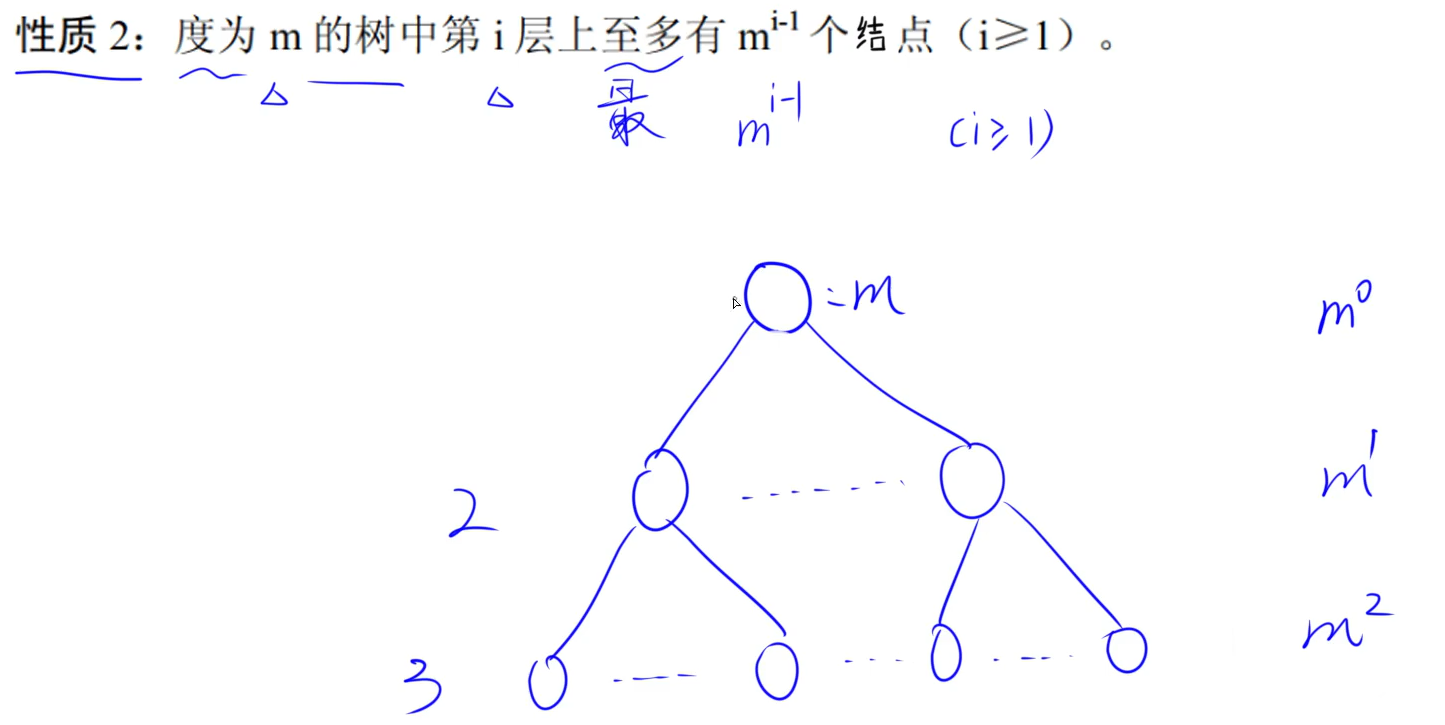 性质 2：度为 m 的树中第 i 层上至多有 m^{i-1} 个结点（i≥1）。
最 m^{i-1} (i≥1)
=m m^0
2 m^1
3 m^2